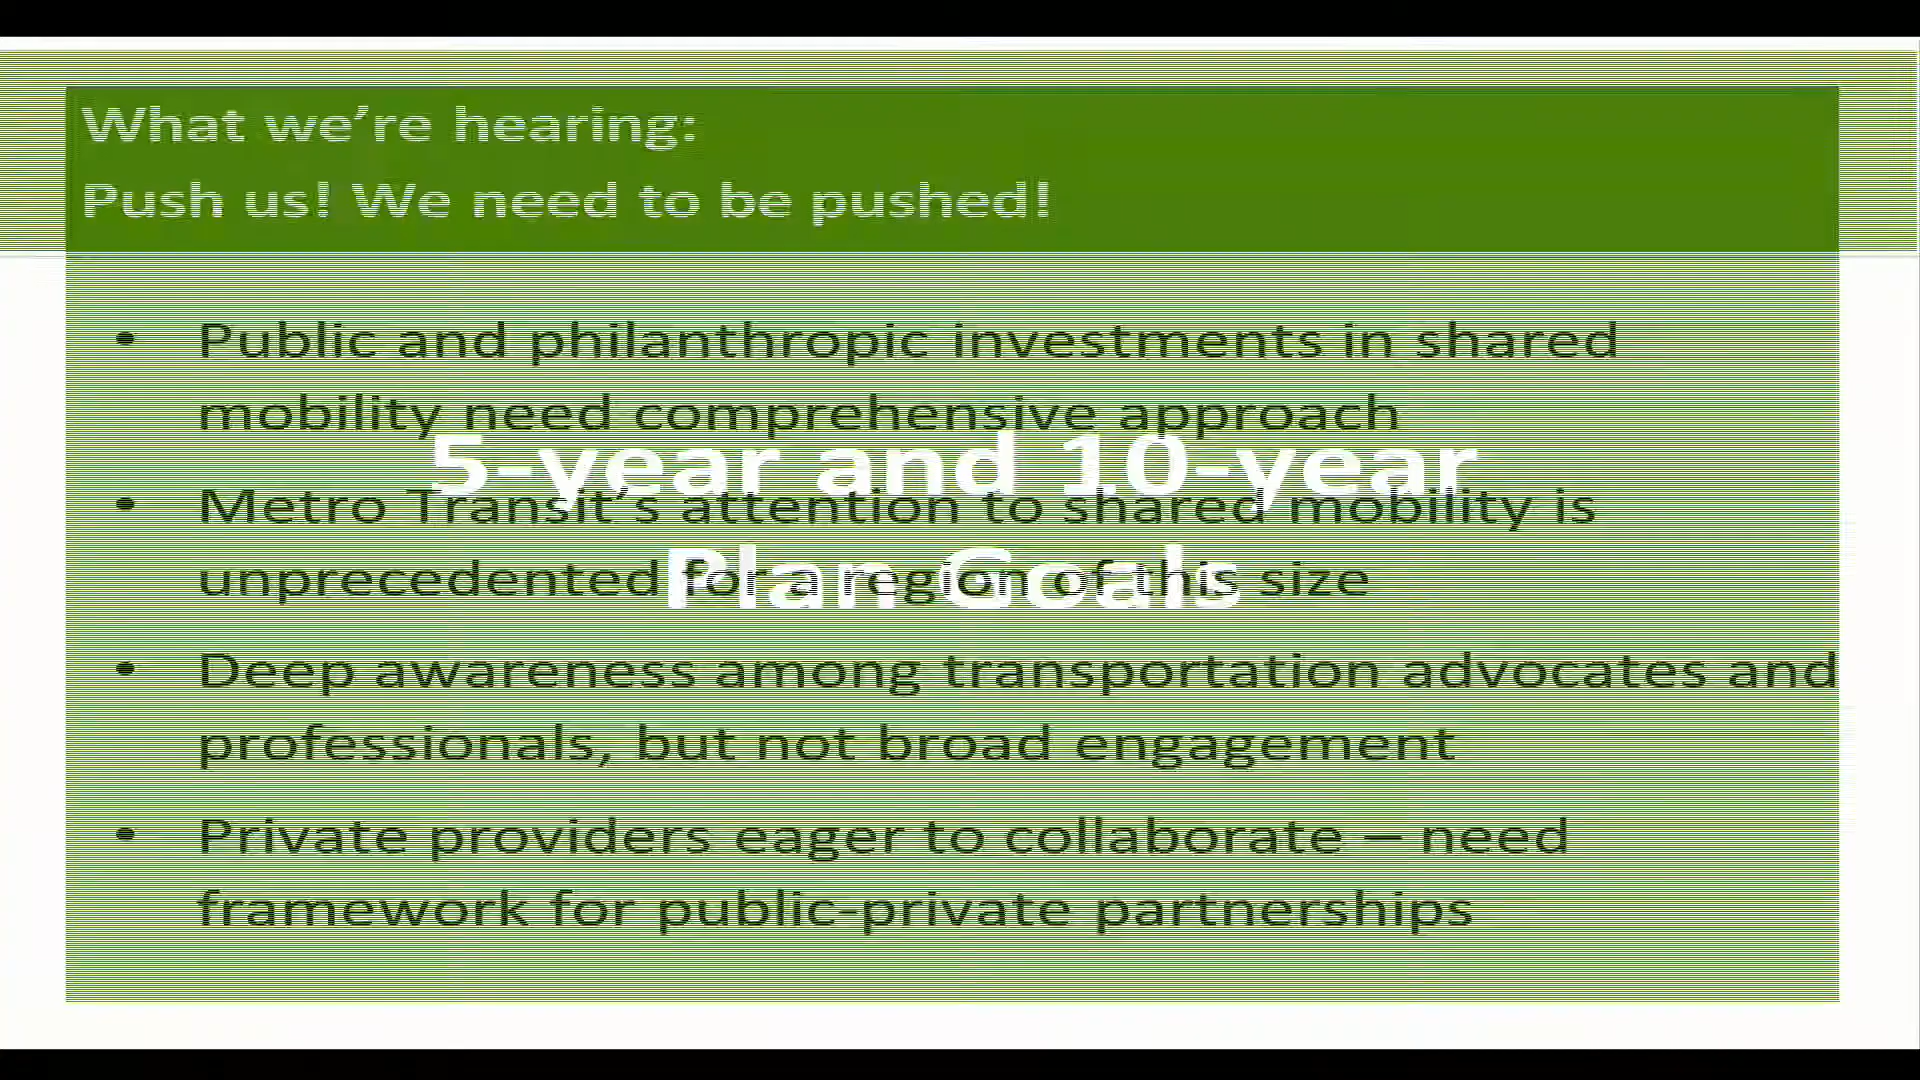 What we're hearing:
Push us! We need to be pushed!
• Public and philanthropic investments in shared
mobility need comprehensive approach
5-year and 10-year
• Metro Transit's attention to shared mobility is
Plan Goals
unprecedented for a region of this size
• Deep awareness among transportation advocates and
professionals, but not broad engagement
• Private providers eager to collaborate – need
framework for public-private partnerships